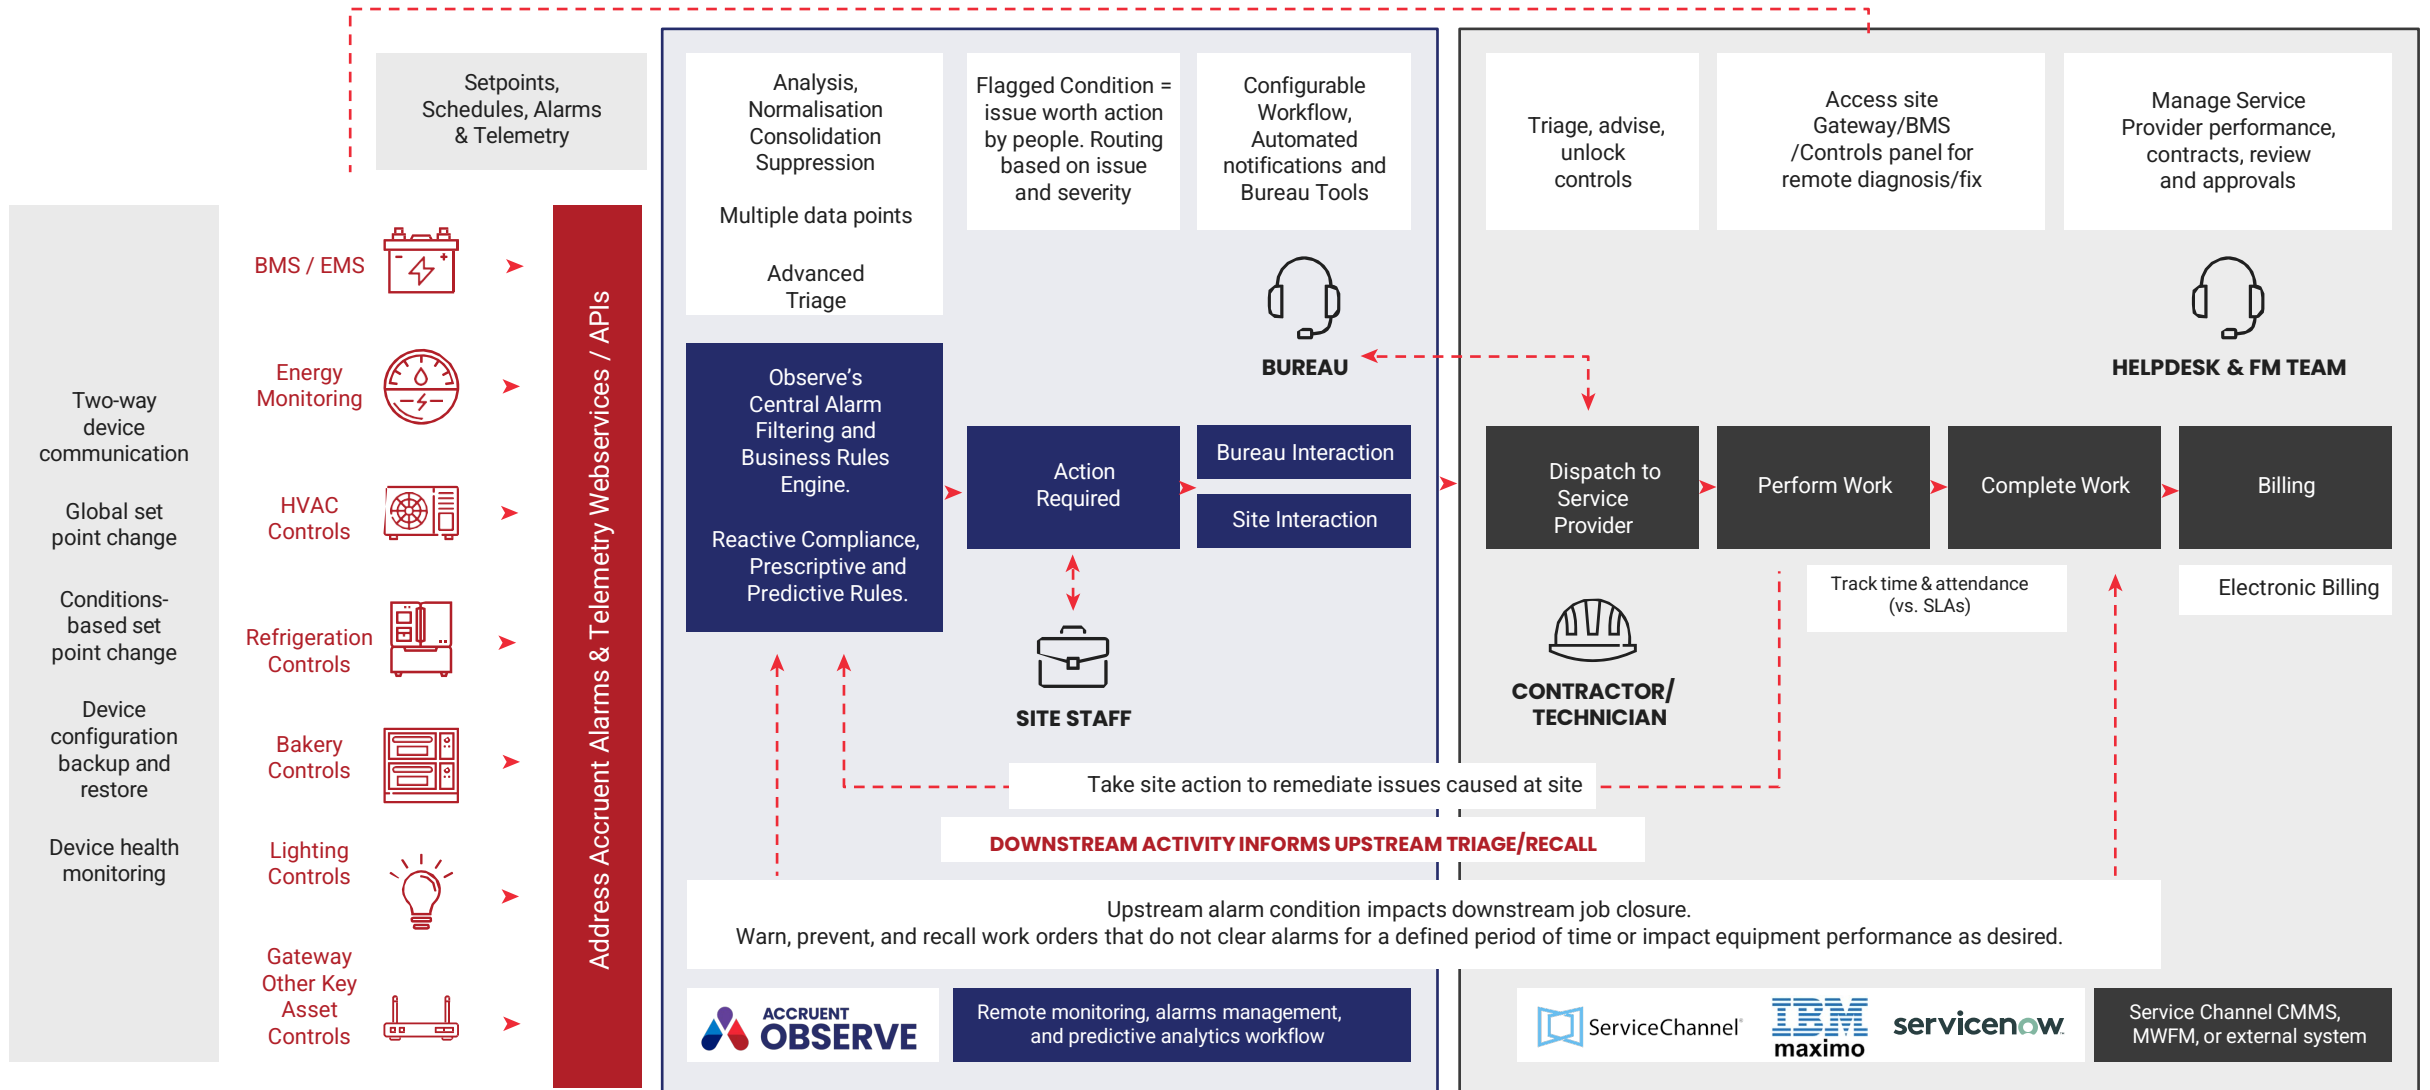 Setpoints,
Schedules, Alarms
& Telemetry
Two-way
device
communication
Global set
point change
Conditions-
based set
point change
Device
configuration
backup and
restore
Device health
monitoring
BMS / EMS
Energy
Monitoring
HVAC
Controls
Refrigeration
Controls
Bakery
Controls
Lighting
Controls
Gateway
Other Key
Asset
Controls
Address Accruent Alarms & Telemetry Webservices / APIs
Analysis,
Normalisation
Consolidation
Suppression
Multiple data points
Advanced
Triage
Flagged Condition =
issue worth action
by people. Routing
based on issue
and severity
Configurable
Workflow,
Automated
notifications and
Bureau Tools
BUREAU
Observe's
Central Alarm
Filtering and
Business Rules
Engine.
Reactive Compliance,
Prescriptive and
Predictive Rules.
Action
Required
Bureau Interaction
Site Interaction
SITE STAFF
Triage, advise,
unlock
controls
Access site
Gateway/BMS
/Controls panel for
remote diagnosis/fix
Manage Service
Provider performance,
contracts, review
and approvals
HELPDESK & FM TEAM
Dispatch to
Service
Provider
Perform Work
Complete Work
Billing
Track time & attendance
(vs. SLAs)
Electronic Billing
CONTRACTOR/
TECHNICIAN
Take site action to remediate issues caused at site
DOWNSTREAM ACTIVITY INFORMS UPSTREAM TRIAGE/RECALL
Upstream alarm condition impacts downstream job closure.
Warn, prevent, and recall work orders that do not clear alarms for a defined period of time or impact equipment performance as desired.
ACCRUENT
OBSERVE
Remote monitoring, alarms management,
and predictive analytics workflow
ServiceChannel
IBM
maximo
servicenow
Service Channel CMMS,
MWFM, or external system